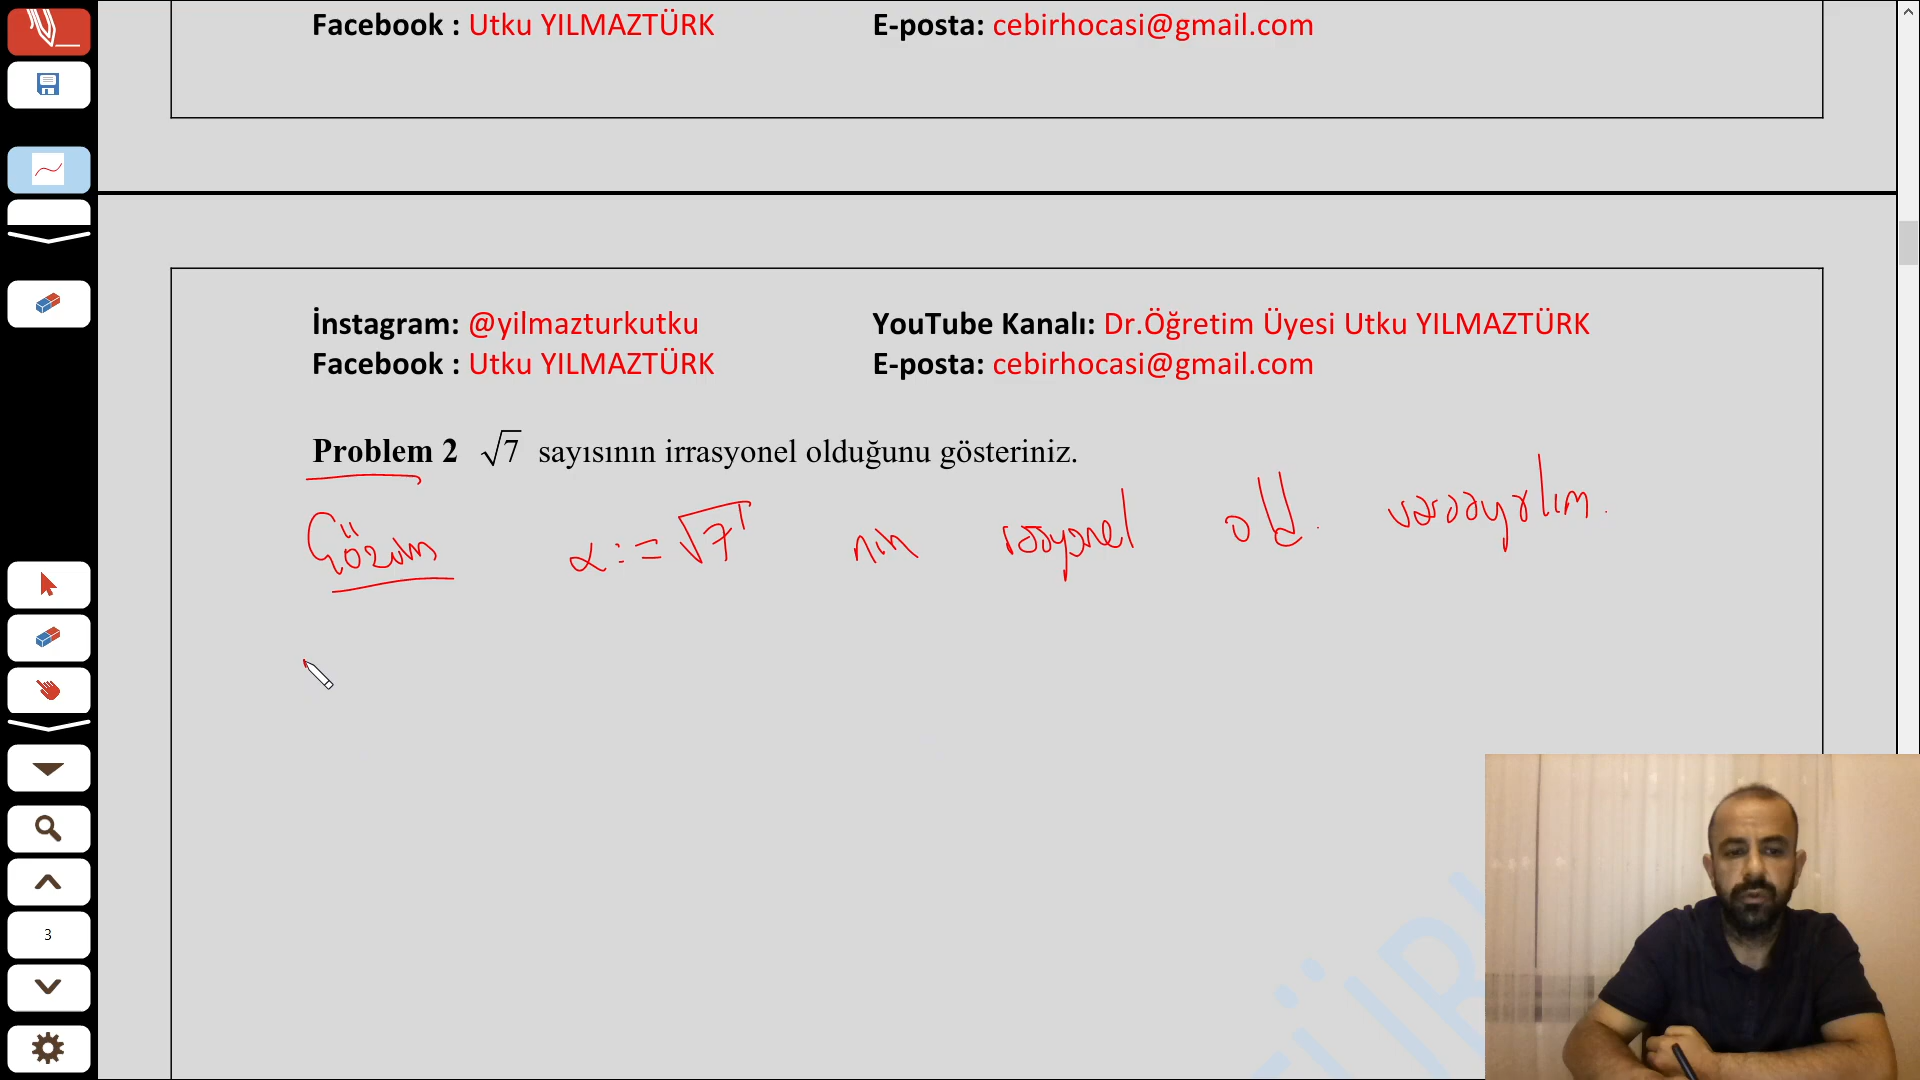 Facebook : Utku YILMAZTÜRK E-posta: cebirhocasi@gmail.com
İnstagram: @yilmazturkutku YouTube Kanalı: Dr.Öğretim Üyesi Utku YILMAZTÜRK
Facebook : Utku YILMAZTÜRK E-posta: cebirhocasi@gmail.com
Problem 2 √7 sayısının irrasyonel olduğunu gösteriniz.
Çözüm α:=√7 nin rasyonel old. varsayalım.
3